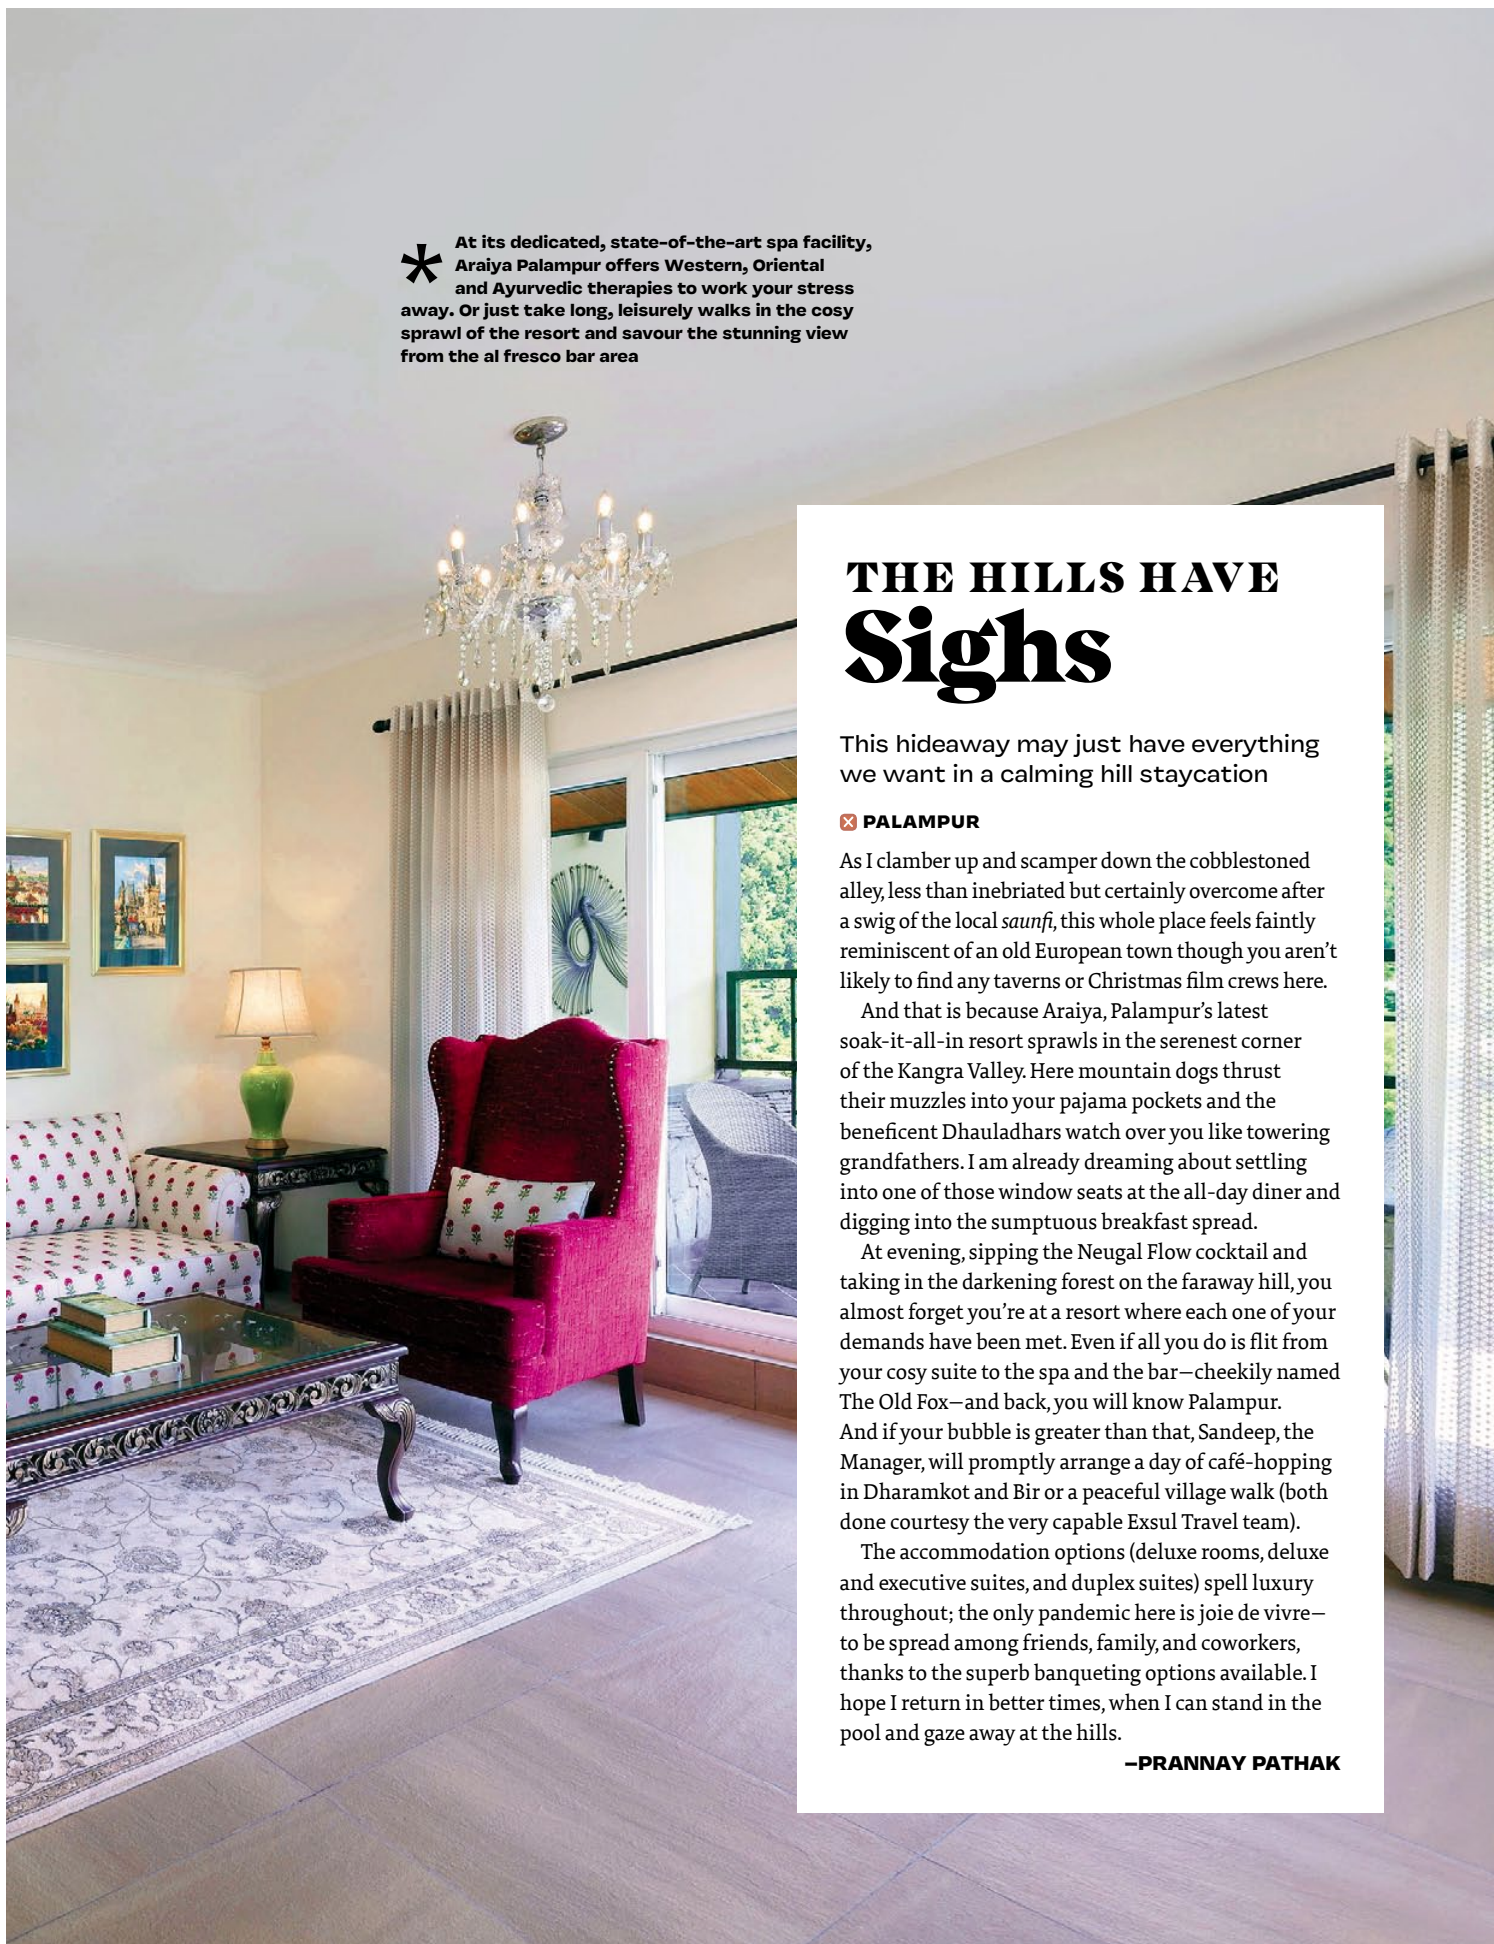 * At its dedicated, state-of-the-art spa facility,
Araiya Palampur offers Western, Oriental
and Ayurvedic therapies to work your stress
away. Or just take long, leisurely walks in the cosy
sprawl of the resort and savour the stunning view
from the al fresco bar area
THE HILLS HAVE
Sighs
This hideaway may just have everything
we want in a calming hill staycation
PALAMPUR
As I clamber up and scamper down the cobblestoned
alley, less than inebriated but certainly overcome after
a swig of the local saunfi, this whole place feels faintly
reminiscent of an old European town though you aren’t
likely to find any taverns or Christmas film crews here.
And that is because Araiya, Palampur’s latest
soak-it-all-in resort sprawls in the serenest corner
of the Kangra Valley. Here mountain dogs thrust
their muzzles into your pajama pockets and the
beneficent Dhauladhars watch over you like towering
grandfathers. I am already dreaming about settling
into one of those window seats at the all-day diner and
digging into the sumptuous breakfast spread.
At evening, sipping the Neugal Flow cocktail and
taking in the darkening forest on the faraway hill, you
almost forget you’re at a resort where each one of your
demands have been met. Even if all you do is flit from
your cosy suite to the spa and the bar—cheekily named
The Old Fox—and back, you will know Palampur.
And if your bubble is greater than that, Sandeep, the
Manager, will promptly arrange a day of café-hopping
in Dharamkot and Bir or a peaceful village walk (both
done courtesy the very capable Exsul Travel team).
The accommodation options (deluxe rooms, deluxe
and executive suites, and duplex suites) spell luxury
throughout; the only pandemic here is joie de vivre—
to be spread among friends, family, and coworkers,
thanks to the superb banqueting options available. I
hope I return in better times, when I can stand in the
pool and gaze away at the hills.
—PRANNAY PATHAK